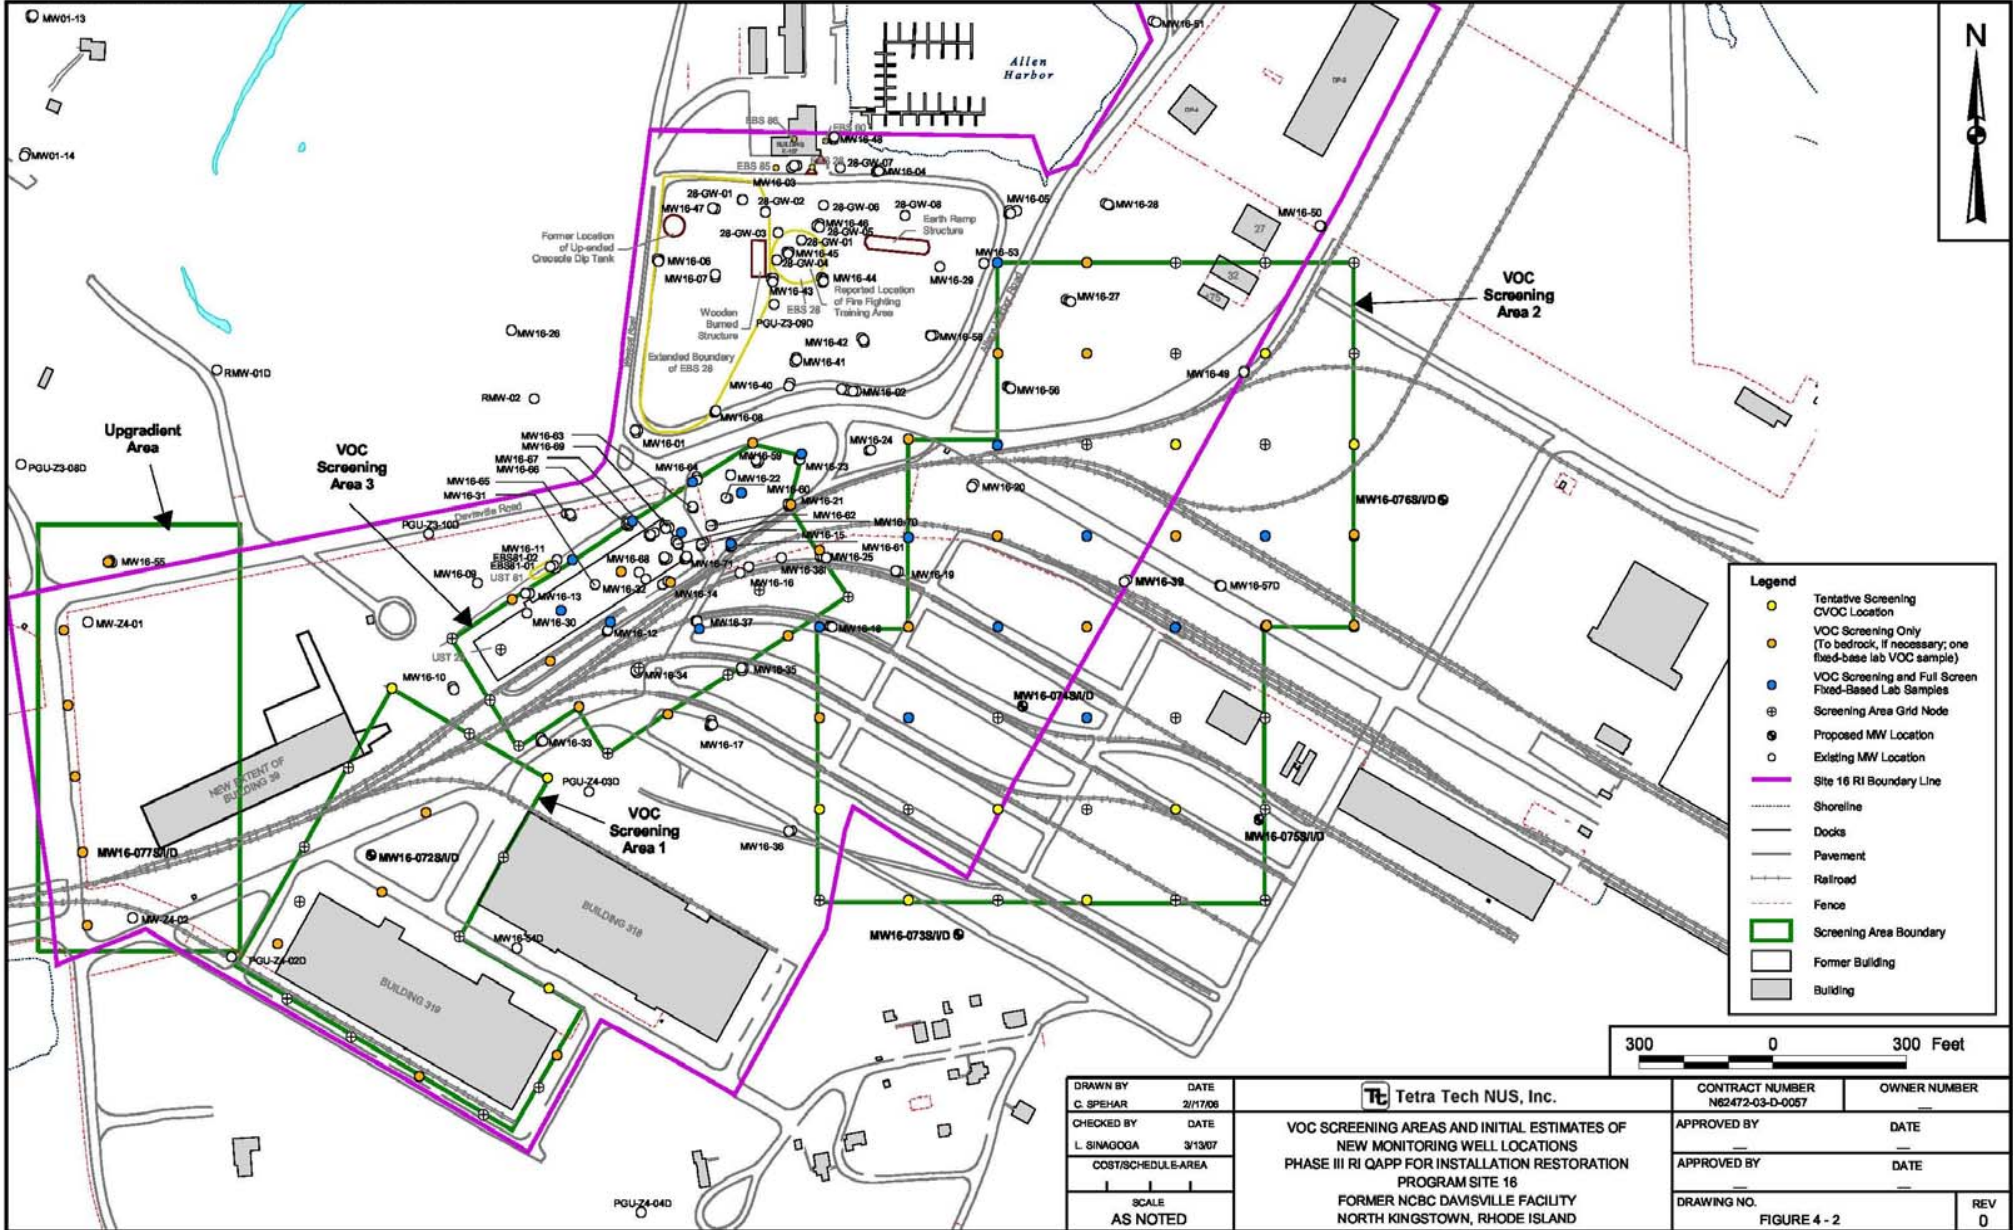 MW01-13
MW16-51
Allen
Harbor
N
MW01-14
EBS 86
EBS 80
MW16-48
EBS 85
28-GW-07
MW16-04
MW16-03
28-GW-01
28-GW-02
28-GW-06
28-GW-08
MW16-47
MW16-46
MW16-05
MW16-28
MW16-50
28-GW-05
28-GW-03
28-GW-01
Earth Ramp
Structure
27
Former Location
of Up-ended
Creosote Dip Tank
MW16-45
28-GW-04
MW16-06
MW16-07
MW16-44
MW16-43
MW16-53
MW16-29
32
VOC
Screening
Area 2
Reported Location
of Fire Fighting
Training Area
EBS 28
MW16-27
Wooden
Burned
Structure
PGU-Z3-09D
MW16-26
MW16-42
MW16-58
MW16-41
Extended Boundary
of EBS 28
RMW-01D
MW16-40
MW16-02
MW16-56
MW16-49
RMW-02
MW16-08
Upgradient
Area
MW16-01
MW16-63
MW16-69
MW16-67
MW16-66
MW16-24
VOC
Screening
Area 3
MW16-59
MW16-23
PGU-Z3-08D
MW16-64
MW16-22
MW16-65
MW16-31
MW16-60
MW16-20
MW16-21
MW16-076S/I/D
Davisville Road
MW16-62
PGU-Z3-10D
MW16-70
MW16-15
MW16-61
MW16-11
EBS81-02
EBS81-01
UST 81
MW16-68
MW16-71
MW16-25
MW16-38I
MW16-55
MW16-09
MW16-32
MW16-14
MW16-16
MW16-19
MW16-39
MW16-57D
MW16-13
MW16-30
MW-Z4-01
MW16-12
MW16-37
MW16-18
MW16-34
MW16-35
MW16-10
MW16-074S/I/D
MW16-33
MW16-17
NEW EXTENT OF
BUILDING 39
PGU-Z4-03D
VOC
Screening
Area 1
MW16-36
MW16-075S/I/D
MW16-077S/I/D
MW16-072S/I/D
BUILDING 318
MW-Z4-02
MW16-54D
MW16-073S/I/D
PGU-Z4-02D
BUILDING 319
PGU-Z4-04D
Legend
Tentative Screening
CVOC Location
VOC Screening Only
(To bedrock, if necessary; one
fixed-base lab VOC sample)
VOC Screening and Full Screen
Fixed-Based Lab Samples
Screening Area Grid Node
Proposed MW Location
Existing MW Location
Site 16 RI Boundary Line
Shoreline
Docks
Pavement
Railroad
Fence
Screening Area Boundary
Former Building
Building
300 0 300 Feet
DRAWN BY DATE
C. SPEHAR 2/17/06
CHECKED BY DATE
L. SINAGOGA 3/13/07
COST/SCHEDULE-AREA
SCALE
AS NOTED
Tt Tetra Tech NUS, Inc.
VOC SCREENING AREAS AND INITIAL ESTIMATES OF
NEW MONITORING WELL LOCATIONS
PHASE III RI QAPP FOR INSTALLATION RESTORATION
PROGRAM SITE 16
FORMER NCBC DAVISVILLE FACILITY
NORTH KINGSTOWN, RHODE ISLAND
CONTRACT NUMBER
N62472-03-D-0057
OWNER NUMBER
APPROVED BY DATE
APPROVED BY DATE
DRAWING NO.
FIGURE 4 - 2
REV
0